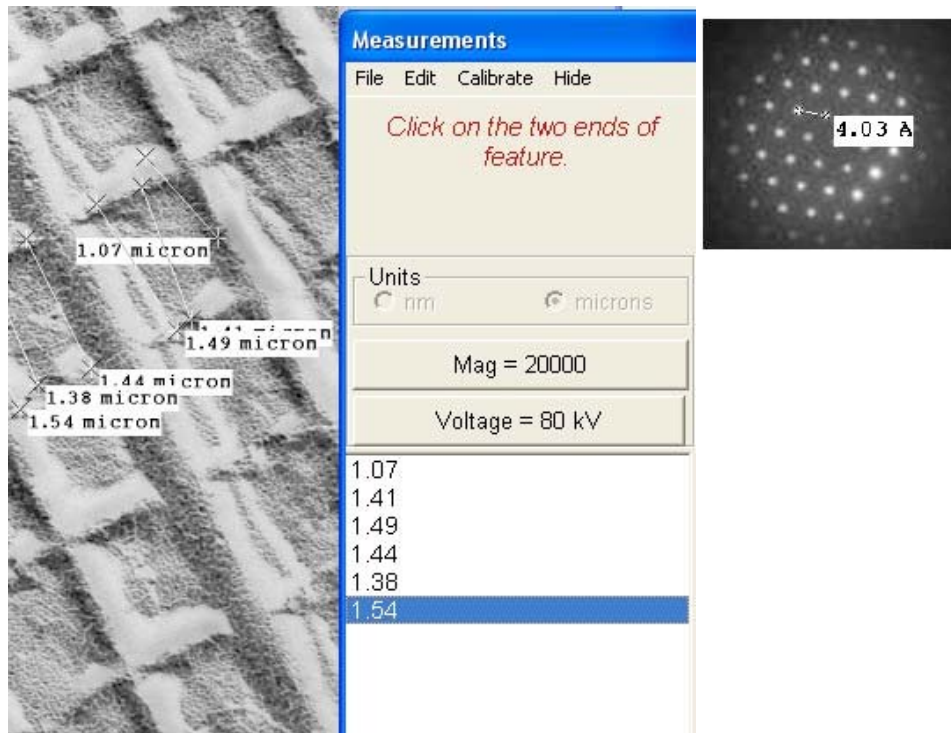 Measurements
File Edit Calibrate Hide
Click on the two ends of
feature.
Units
nm microns
Mag = 20000
Voltage = 80 kV
1.07
1.41
1.49
1.44
1.38
1.54
1.07 micron
1.49 micron
1.44 micron
1.38 micron
1.54 micron
4.03 A